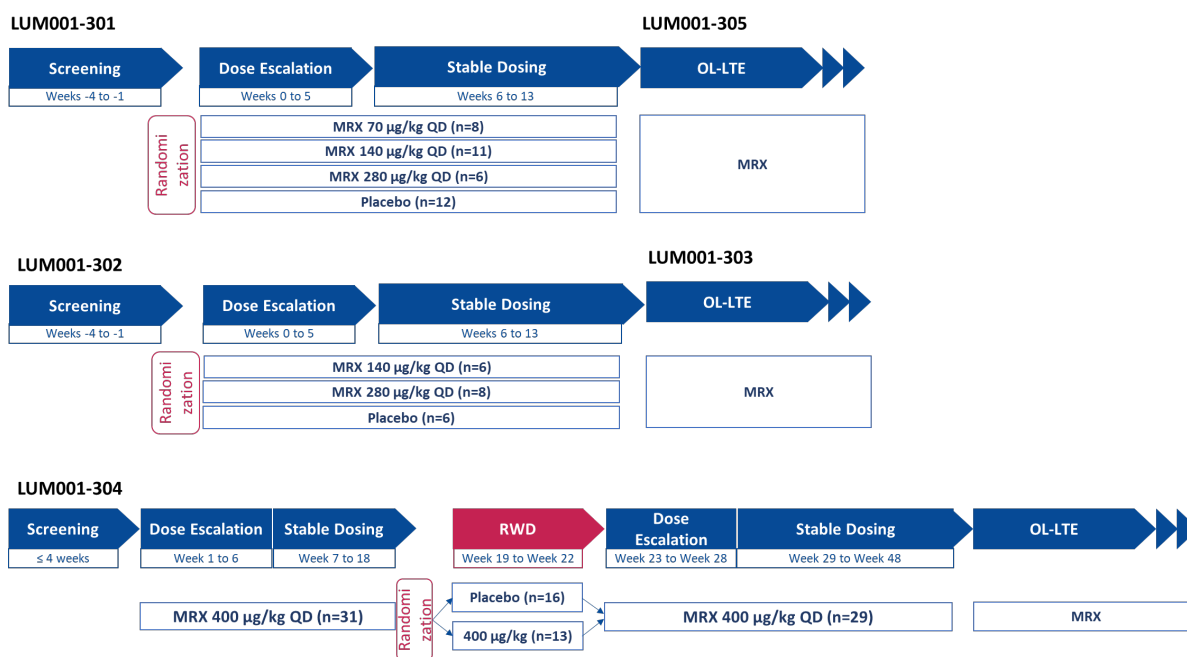 LUM001-301
LUM001-305
Screening
Dose Escalation
Stable Dosing
OL-LTE
Weeks -4 to -1
Weeks 0 to 5
Weeks 6 to 13
Randomi
zation
MRX 70 µg/kg QD (n=8)
MRX 140 µg/kg QD (n=11)
MRX 280 µg/kg QD (n=6)
Placebo (n=12)
MRX
LUM001-302
LUM001-303
Screening
Dose Escalation
Stable Dosing
OL-LTE
Weeks -4 to -1
Weeks 0 to 5
Weeks 6 to 13
Randomi
zation
MRX 140 µg/kg QD (n=6)
MRX 280 µg/kg QD (n=8)
Placebo (n=6)
MRX
LUM001-304
Screening
Dose Escalation
Stable Dosing
RWD
Dose
Escalation
Stable Dosing
OL-LTE
≤ 4 weeks
Week 1 to 6
Week 7 to 18
Week 19 to Week 22
Week 23 to Week 28
Week 29 to Week 48
MRX 400 µg/kg QD (n=31)
Randomi
zation
Placebo (n=16)
400 µg/kg (n=13)
MRX 400 µg/kg QD (n=29)
MRX